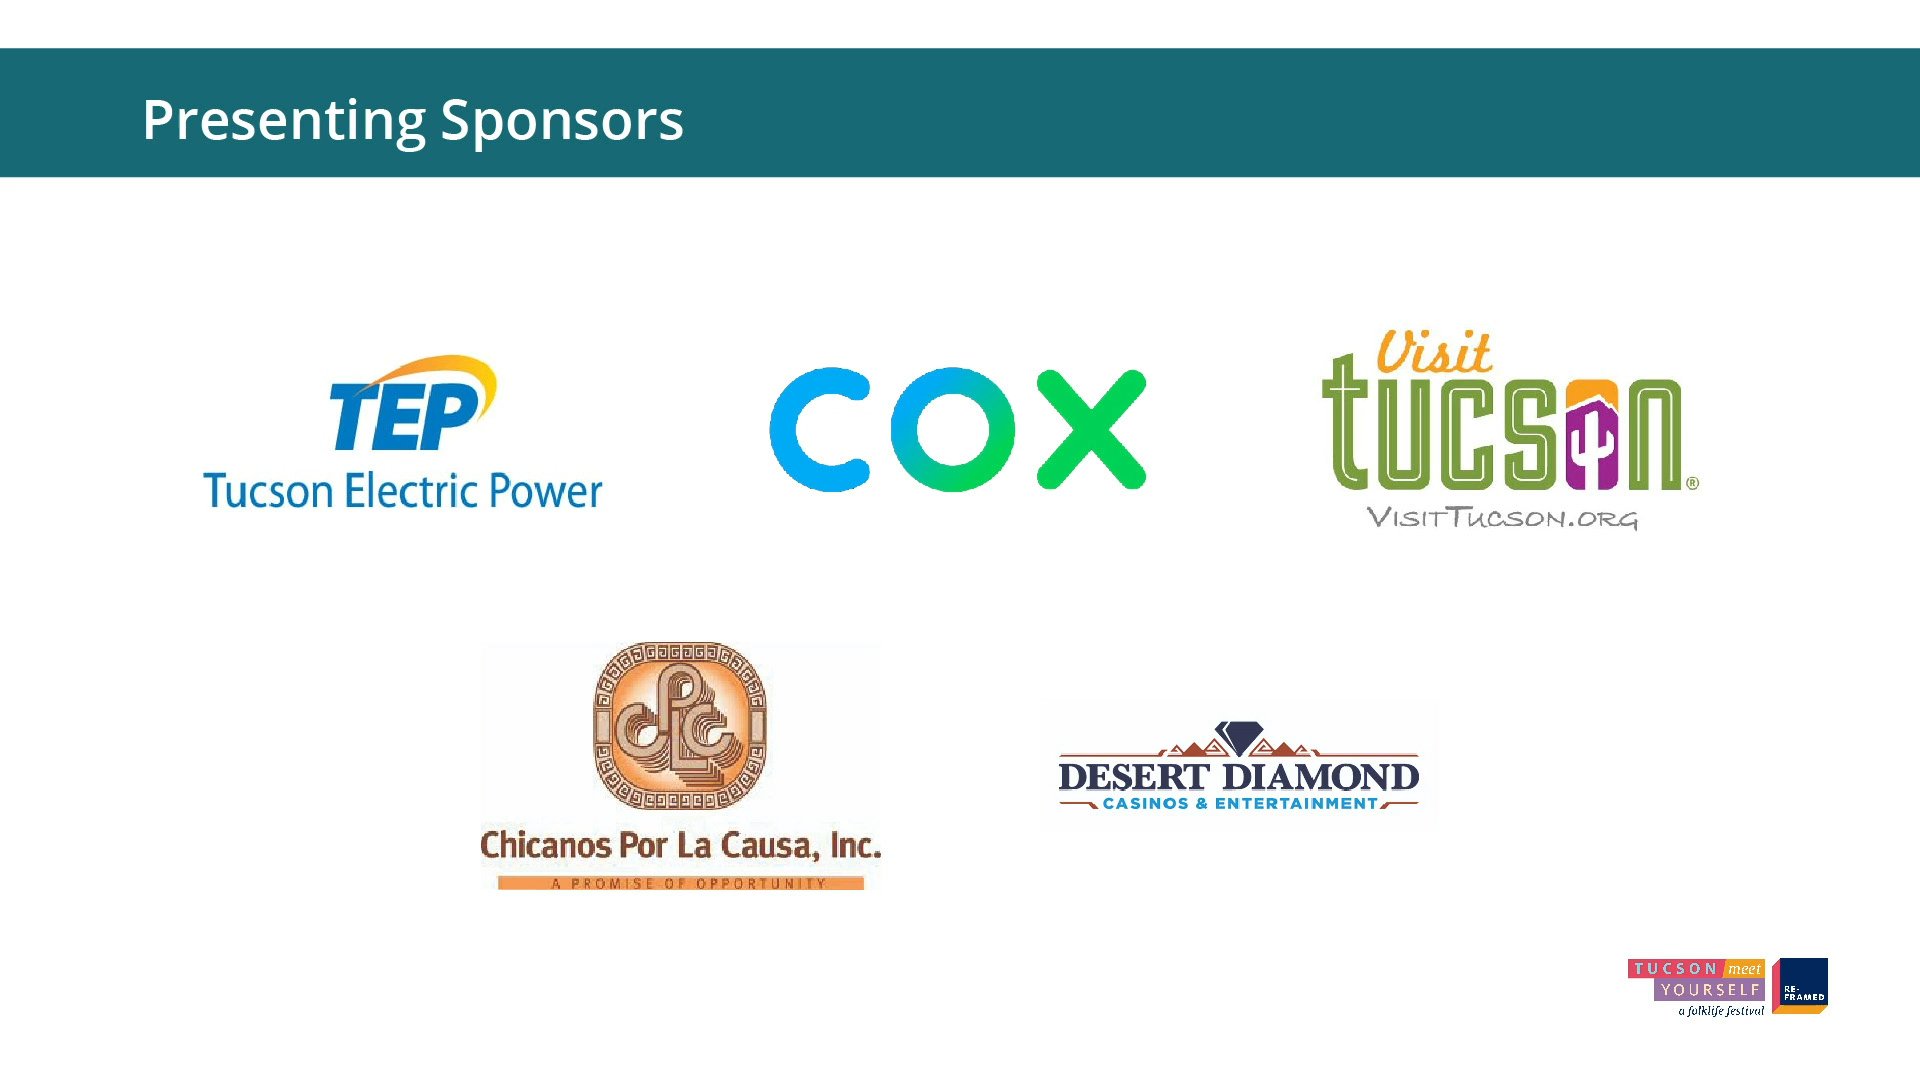 Presenting Sponsors
TEP
Tucson Electric Power
COX
Visit
tucson®
VISITTUCSON.ORG
CPLC
Chicanos Por La Causa, Inc.
A PROMISE OF OPPORTUNITY
DESERT DIAMOND
CASINOS & ENTERTAINMENT
TUCSON meet
YOURSELF
a folklife festival
RE-
FRAMED